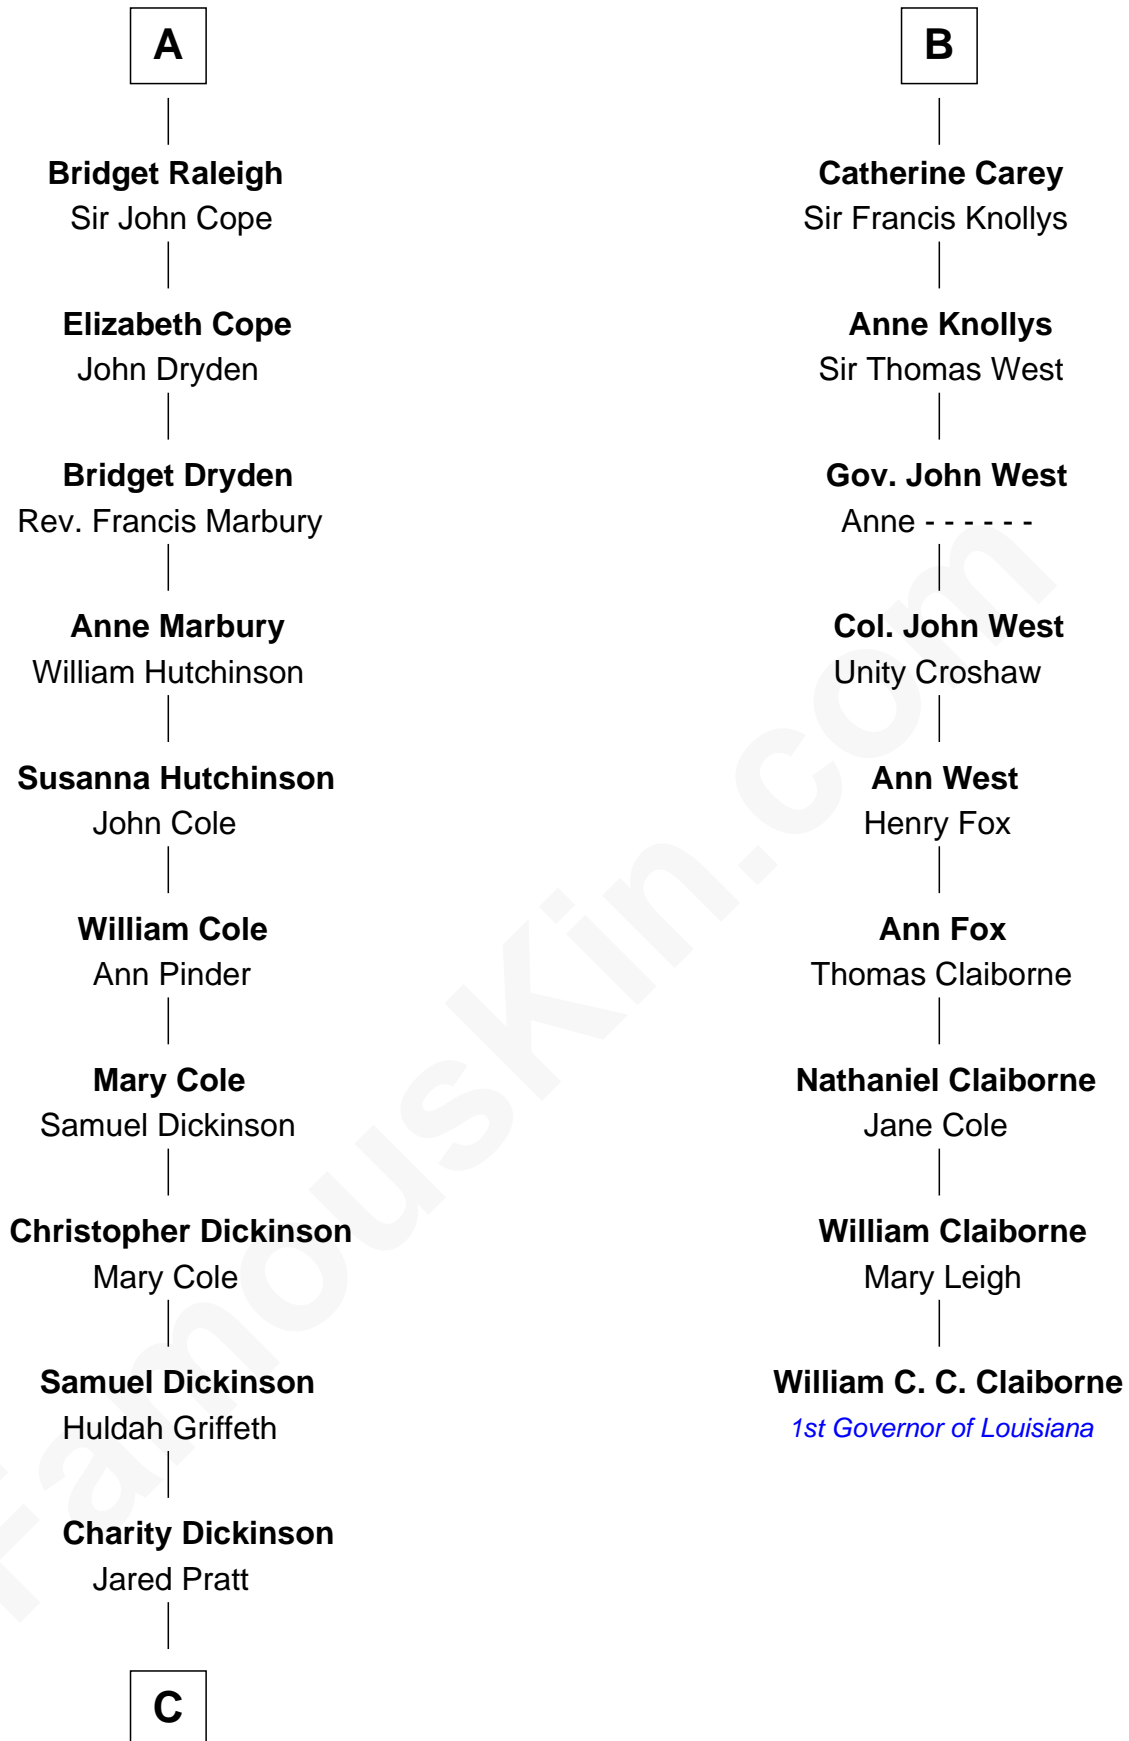 A
Bridget Raleigh
Sir John Cope
Elizabeth Cope
John Dryden
Bridget Dryden
Rev. Francis Marbury
Anne Marbury
William Hutchinson
Susanna Hutchinson
John Cole
William Cole
Ann Pinder
Mary Cole
Samuel Dickinson
Christopher Dickinson
Mary Cole
Samuel Dickinson
Huldah Griffeth
Charity Dickinson
Jared Pratt
C
B
Catherine Carey
Sir Francis Knollys
Anne Knollys
Sir Thomas West
Gov. John West
Anne - - - - - -
Col. John West
Unity Croshaw
Ann West
Henry Fox
Ann Fox
Thomas Claiborne
Nathaniel Claiborne
Jane Cole
William Claiborne
Mary Leigh
William C. C. Claiborne
1st Governor of Louisiana
FamousKin.com